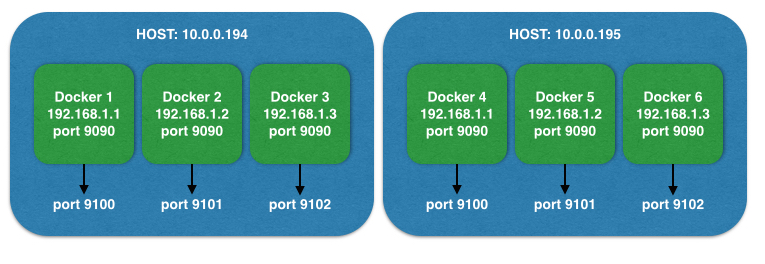 HOST: 10.0.0.194
Docker 1
192.168.1.1
port 9090
Docker 2
192.168.1.2
port 9090
Docker 3
192.168.1.3
port 9090
port 9100
port 9101
port 9102
HOST: 10.0.0.195
Docker 4
192.168.1.1
port 9090
Docker 5
192.168.1.2
port 9090
Docker 6
192.168.1.3
port 9090
port 9100
port 9101
port 9102